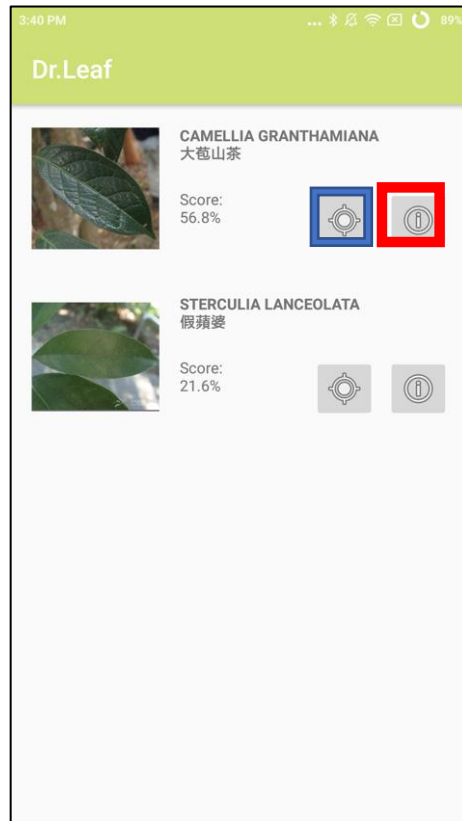 3:40 PM ... 89%
Dr.Leaf
CAMELLIA GRANTHAMIANA
大苞山茶
Score:
56.8%
STERCULIA LANCEOLATA
假蘋婆
Score:
21.6%